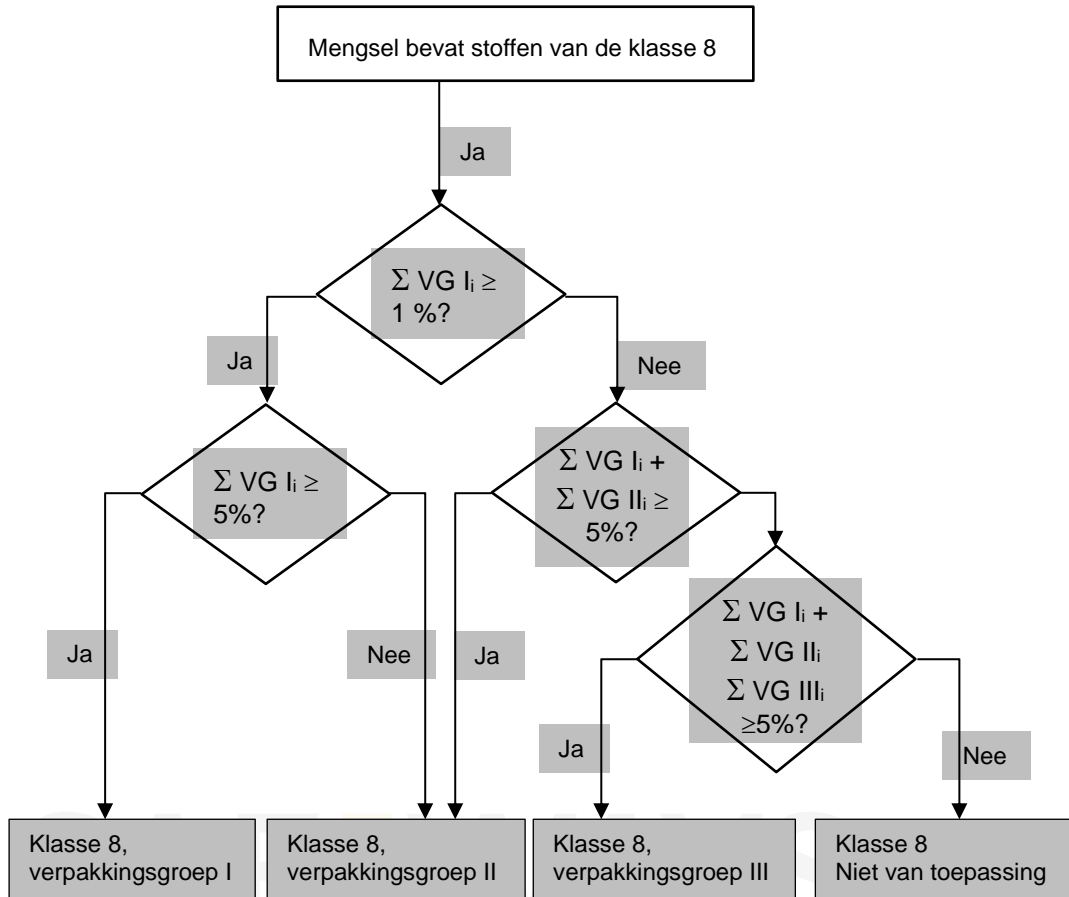 Mengsel bevat stoffen van de klasse 8
Ja
Σ VG Iᵢ ≥
1 %?
Ja
Nee
Σ VG Iᵢ ≥
5%?
Σ VG Iᵢ +
Σ VG IIᵢ ≥
5%?
Σ VG Iᵢ +
Σ VG IIᵢ
Σ VG IIIᵢ
≥5%?
Ja
Nee
Ja
Ja
Nee
Klasse 8,
verpakkingsgroep I
Klasse 8,
verpakkingsgroep II
Klasse 8,
verpakkingsgroep III
Klasse 8
Niet van toepassing